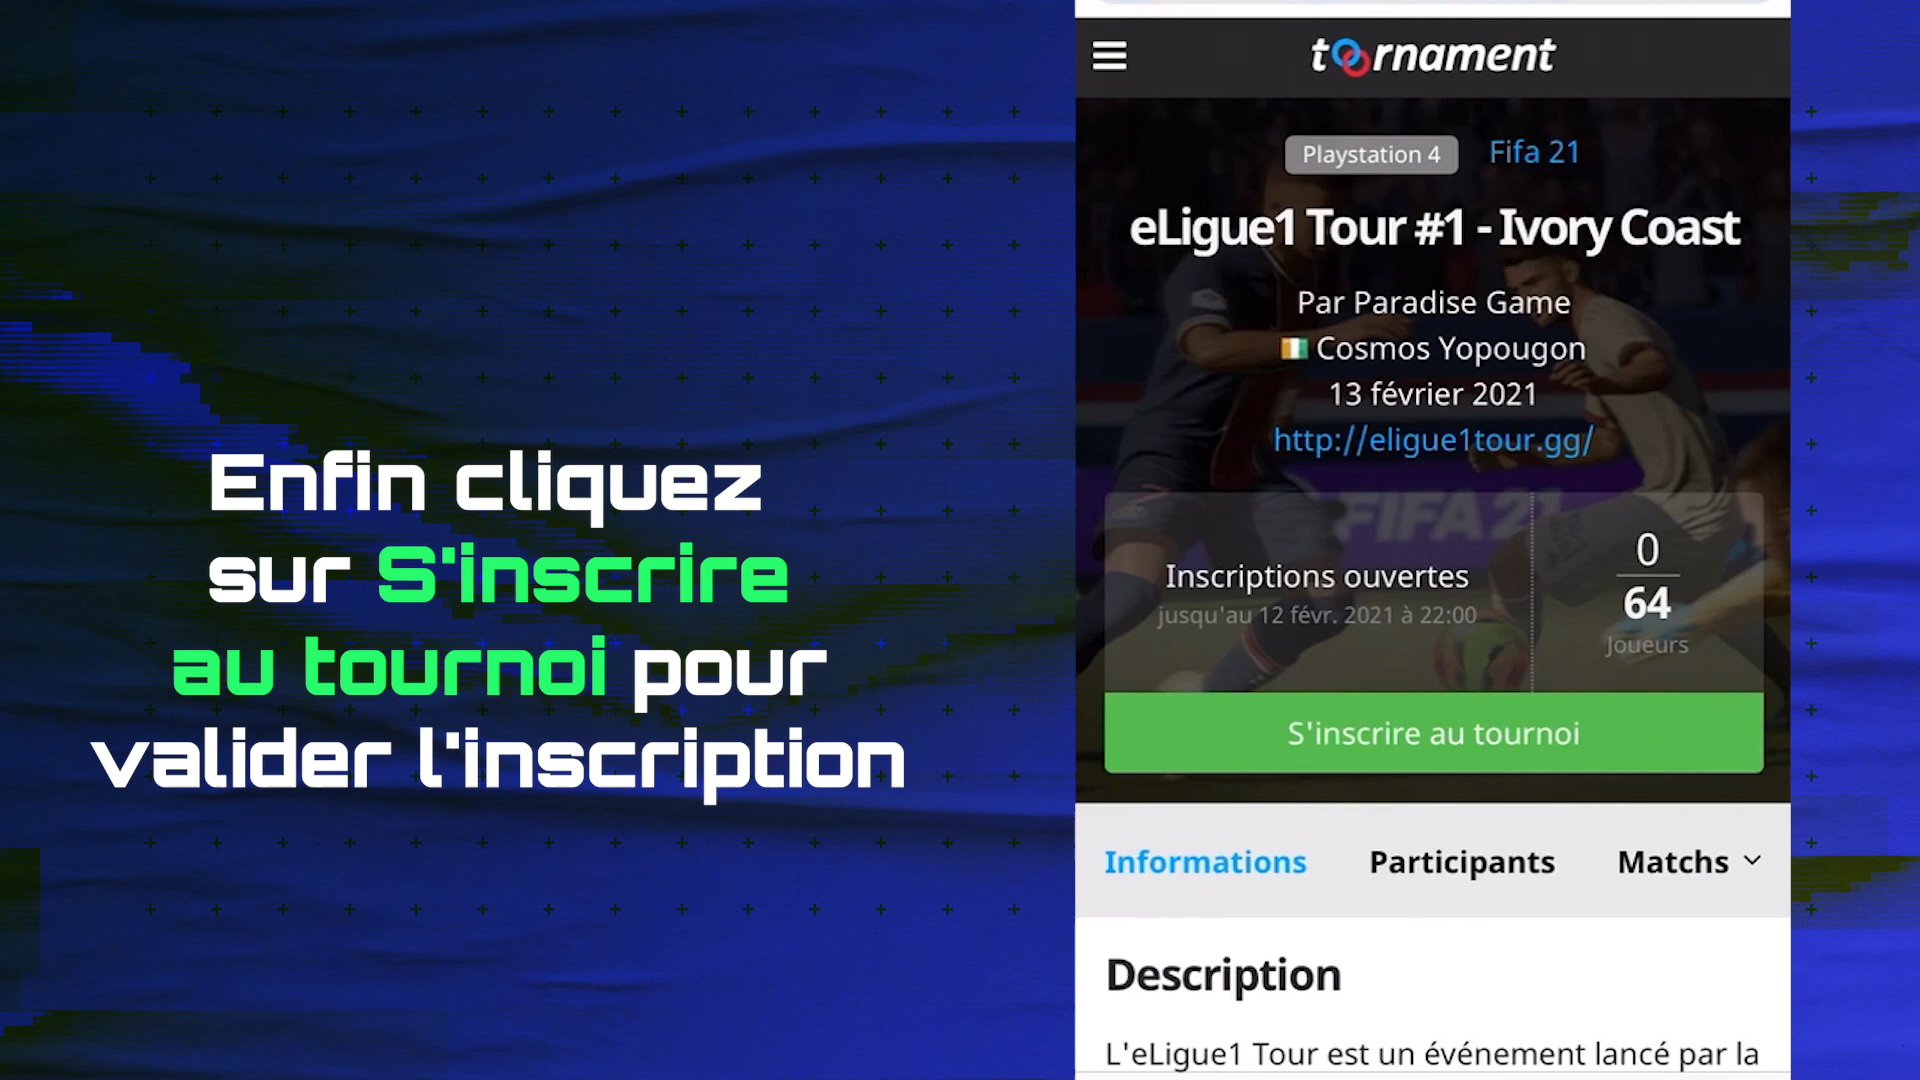 Enfin cliquez
sur S'inscrire
au tournoi pour
valider l'inscription
toornament
Playstation 4 Fifa 21
eLigue1 Tour #1 - Ivory Coast
Par Paradise Game
Cosmos Yopougon
13 février 2021
http://eligue1tour.gg/
FIFA 21
Inscriptions ouvertes
jusqu'au 12 févr. 2021 à 22:00
0
64
Joueurs
S'inscrire au tournoi
Informations Participants Matchs
Description
L'eLigue1 Tour est un événement lancé par la